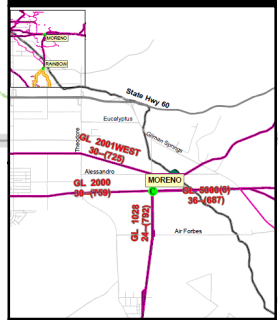 MORENO
RAINBOW
State Hwy 60
Eucalyptus
Gilman Springs
Theodore
GL 2001WEST
30--(725)
Alessandro
MORENO
GL 2000
30--(759)
GL 5000(6)
36--(687)
GL 1028
24--(792)
Air Forbes